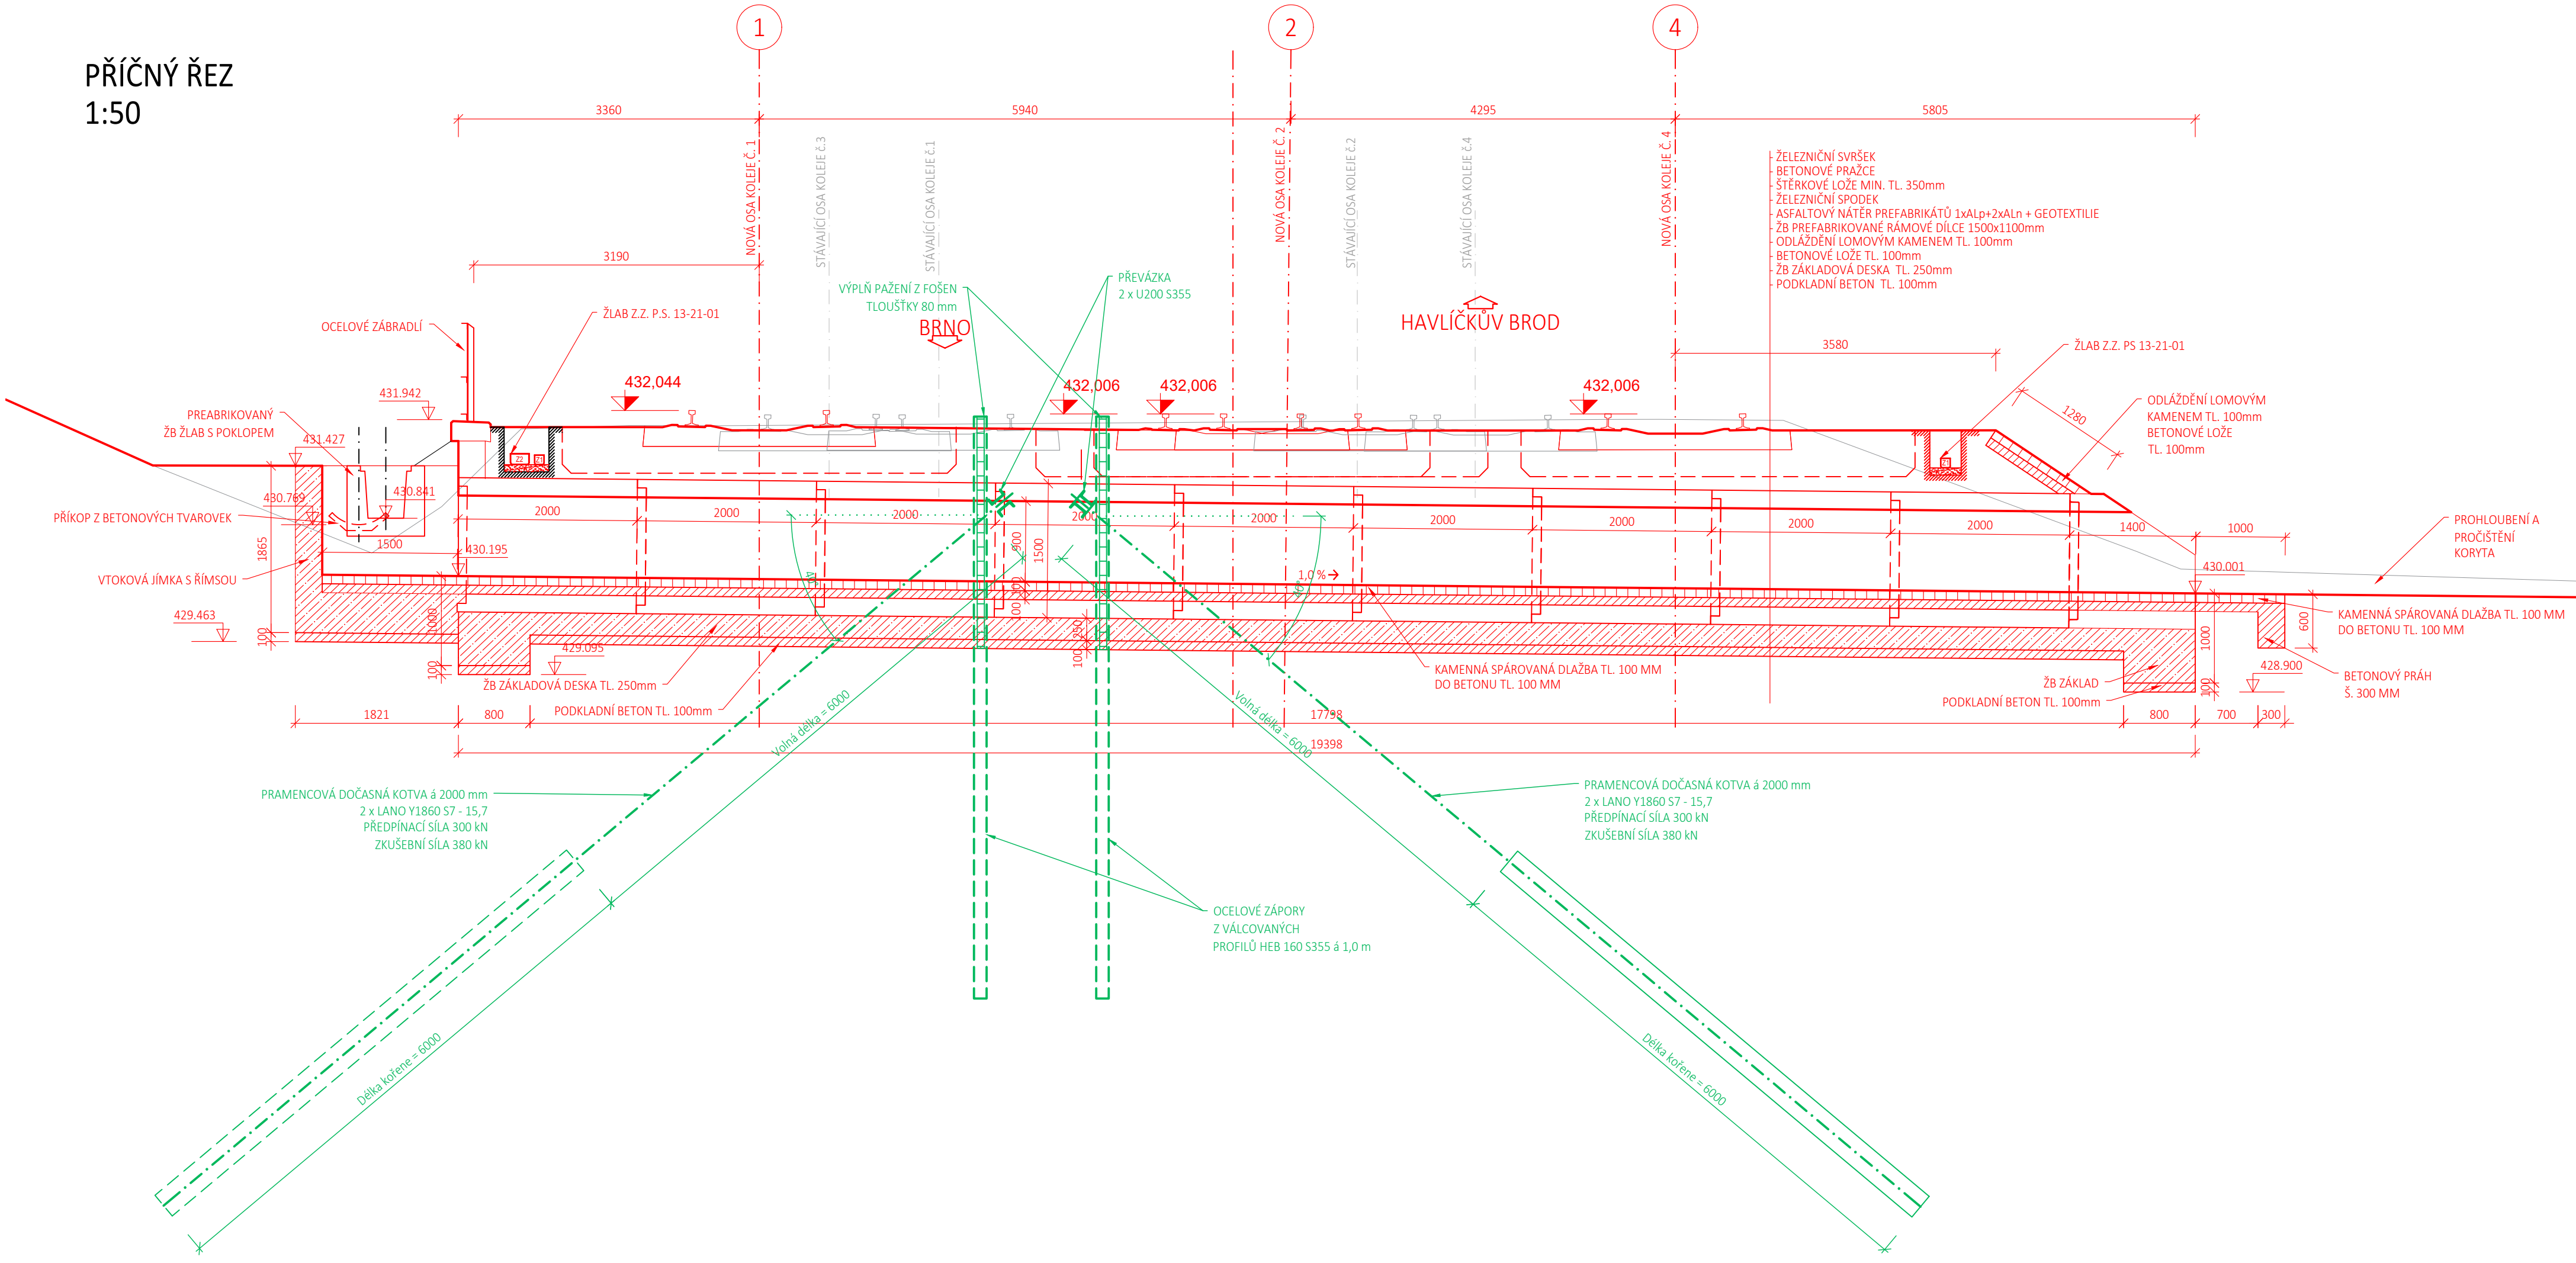 PŘÍČNÝ ŘEZ
1:50
1
2
4
3360
5940
4295
5805
NOVÁ OSA KOLEJE Č. 1
STÁVAJÍCÍ OSA KOLEJE č.3
STÁVAJÍCÍ OSA KOLEJE č.1
NOVÁ OSA KOLEJE Č. 2
STÁVAJÍCÍ OSA KOLEJE č.2
STÁVAJÍCÍ OSA KOLEJE č.4
NOVÁ OSA KOLEJE Č. 4
ŽELEZNIČNÍ SVRŠEK
BETONOVÉ PRAŽCE
ŠTĚRKOVÉ LOŽE MIN. TL. 350mm
ŽELEZNIČNÍ SPODEK
ASFALTOVÝ NÁTĚR PREFABRIKÁTŮ 1xALp+2xALn + GEOTEXTILIE
ŽB PREFABRIKOVANÉ RÁMOVÉ DÍLCE 1500x1100mm
ODLÁŽDĚNÍ LOMOVÝM KAMENEM TL. 100mm
BETONOVÉ LOŽE TL. 100mm
ŽB ZÁKLADOVÁ DESKA TL. 250mm
PODKLADNÍ BETON TL. 100mm
3190
VÝPLŇ PAŽENÍ Z FOŠEN
TLOUŠŤKY 80 mm
PŘEVÁZKA
2 x U200 S355
ŽLAB Z.Z. P.S. 13-21-01
OCELOVÉ ZÁBRADLÍ
BRNO
HAVLÍČKŮV BROD
3580
ŽLAB Z.Z. PS 13-21-01
432,044
432,006
432,006
432,006
431.942
1280
ODLÁŽDĚNÍ LOMOVÝM
KAMENEM TL. 100mm
BETONOVÉ LOŽE
TL. 100mm
PREABRIKOVANÝ
ŽB ŽLAB S POKLOPEM
431.427
Z2
Z1
430.769
430.841
PŘÍKOP Z BETONOVÝCH TVAROVEK
2000
2000
2000
2000
2000
2000
2000
2000
2000
1400
1000
PROHLOUBENÍ A
PROČIŠTĚNÍ
KORYTA
1865
1500
430.195
900
1500
VTOKOVÁ JÍMKA S ŘÍMSOU
1,0 %
430.001
100
100
1000
429.463
100
250
100
1000
600
KAMENNÁ SPÁROVANÁ DLAŽBA TL. 100 MM
DO BETONU TL. 100 MM
429.095
100
KAMENNÁ SPÁROVANÁ DLAŽBA TL. 100 MM
DO BETONU TL. 100 MM
428.900
BETONOVÝ PRÁH
Š. 300 MM
ŽB ZÁKLADOVÁ DESKA TL. 250mm
ŽB ZÁKLAD
100
PODKLADNÍ BETON TL. 100mm
PODKLADNÍ BETON TL. 100mm
1821
800
17798
800
700
300
19398
Volná délka = 6000
Volná délka = 6000
PRAMENCOVÁ DOČASNÁ KOTVA á 2000 mm
2 x LANO Y1860 S7 - 15,7
PŘEDPÍNACÍ SÍLA 300 kN
ZKUŠEBNÍ SÍLA 380 kN
PRAMENCOVÁ DOČASNÁ KOTVA á 2000 mm
2 x LANO Y1860 S7 - 15,7
PŘEDPÍNACÍ SÍLA 300 kN
ZKUŠEBNÍ SÍLA 380 kN
OCELOVÉ ZÁPORY
Z VÁLCOVANÝCH
PROFILŮ HEB 160 S355 á 1,0 m
Délka kořene = 6000
Délka kořene = 6000